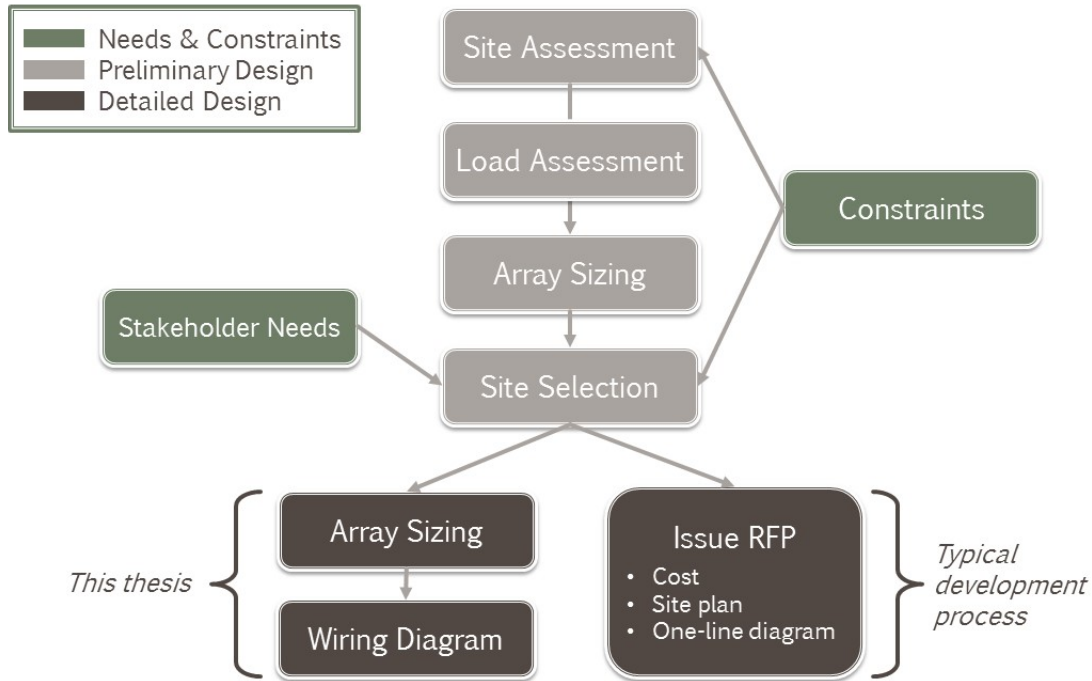 Needs & Constraints
Preliminary Design
Detailed Design
Site Assessment
Load Assessment
Constraints
Array Sizing
Stakeholder Needs
Site Selection
This thesis
Array Sizing
Wiring Diagram
Issue RFP
• Cost
• Site plan
• One-line diagram
Typical
development
process